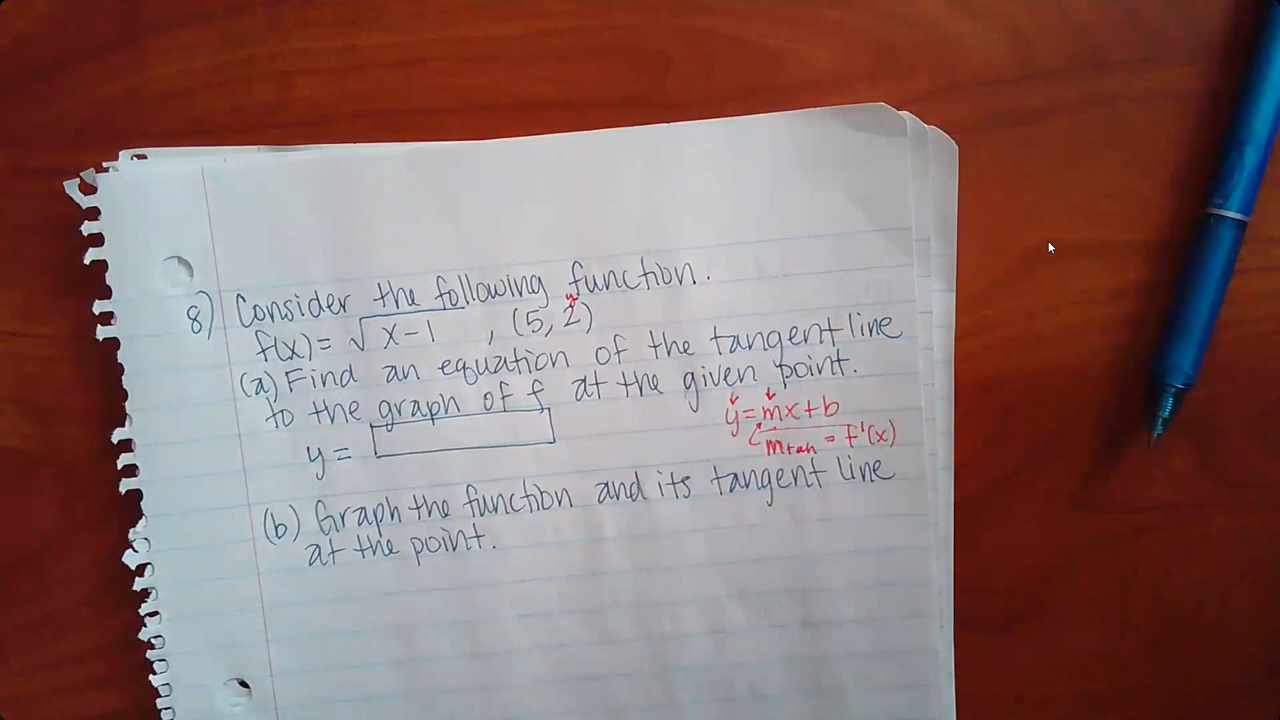 8) Consider the following function.
f(x) = √x-1 , (5, 2)
(a) Find an equation of the tangent line
to the graph of f at the given point.
y =
y = mx+b
mtan = f'(x)
(b) Graph the function and its tangent line
at the point.